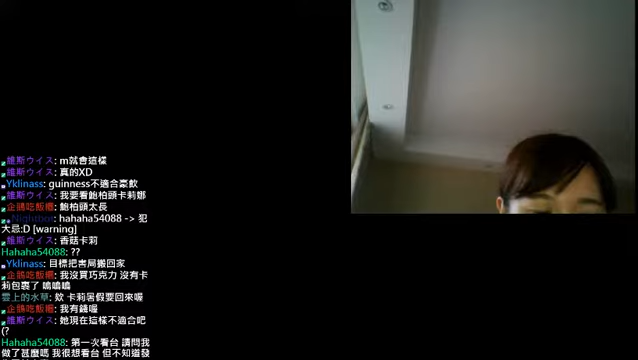 維斯ウイス: m就會這樣
維斯ウイス: 真的XD
Yklinass: guinness不適合豪飲
維斯ウイス: 我要看鮑柏頭卡莉娜
企鵝吃飯糰: 鮑柏頭太長
Nightbot: hahaha54088 -> 犯
大忌:D [warning]
維斯ウイス: 香菇卡莉
Hahaha54088: ??
Yklinass: 目標把害局搬回家
企鵝吃飯糰: 我沒買巧克力 沒有卡
莉包裹了 嗚嗚嗚
雲上的水草: 欸 卡莉暑假要回來喔
企鵝吃飯糰: 我有錢喔
維斯ウイス: 她現在這樣不適合吧
(?
Hahaha54088: 第一次看台 請問我
做了甚麼嗎 我很想看台 但不知道發